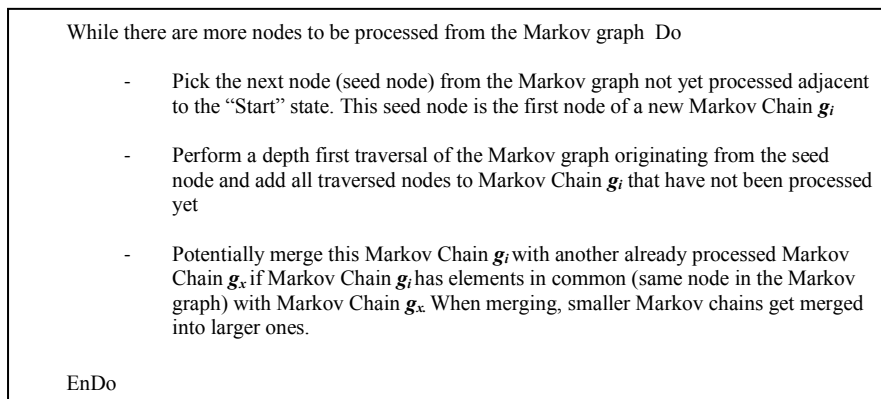 While there are more nodes to be processed from the Markov graph Do
- Pick the next node (seed node) from the Markov graph not yet processed adjacent
to the “Start” state. This seed node is the first node of a new Markov Chain gi
- Perform a depth first traversal of the Markov graph originating from the seed
node and add all traversed nodes to Markov Chain gi that have not been processed
yet
- Potentially merge this Markov Chain gi with another already processed Markov
Chain gx if Markov Chain gi has elements in common (same node in the Markov
graph) with Markov Chain gx. When merging, smaller Markov chains get merged
into larger ones.
EnDo